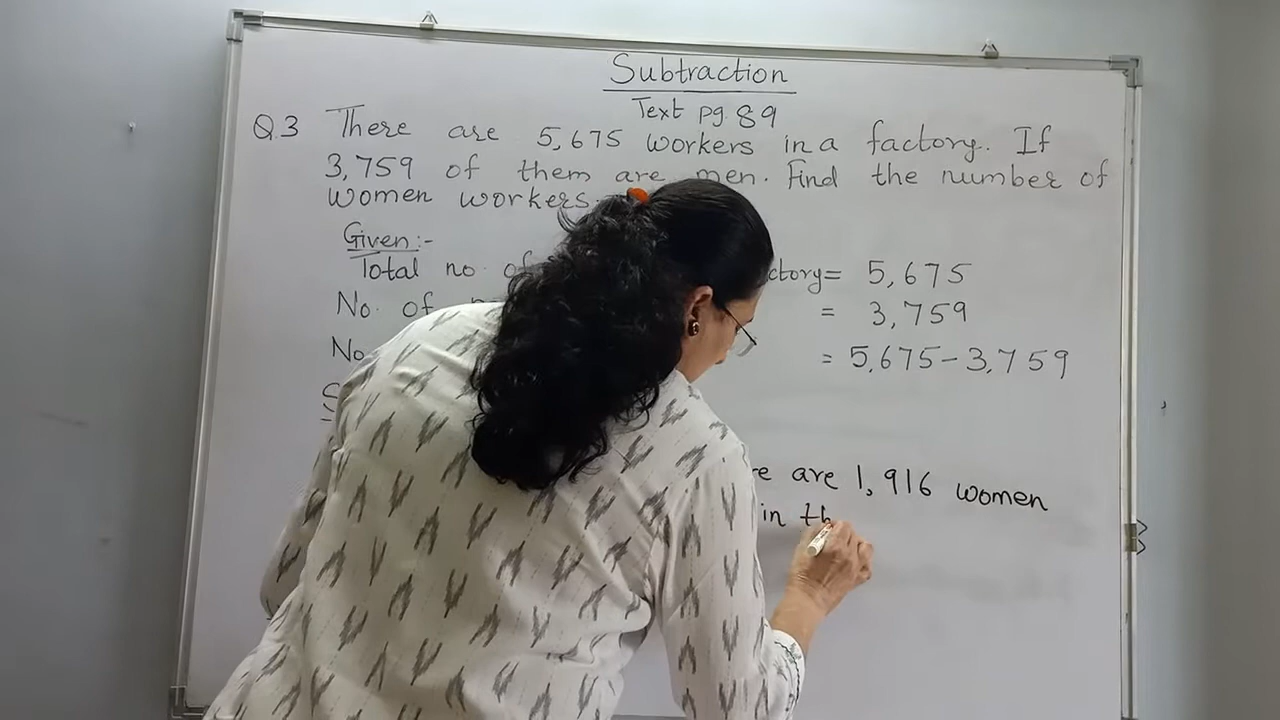 Subtraction
Text pg. 89
Q.3 There are 5,675 workers in a factory. If
3,759 of them are men. Find the number of
women workers.
Given:-
Total no. of = 5,675
No. of = 3,759
No = 5,675-3,759
are 1,916 women
in th